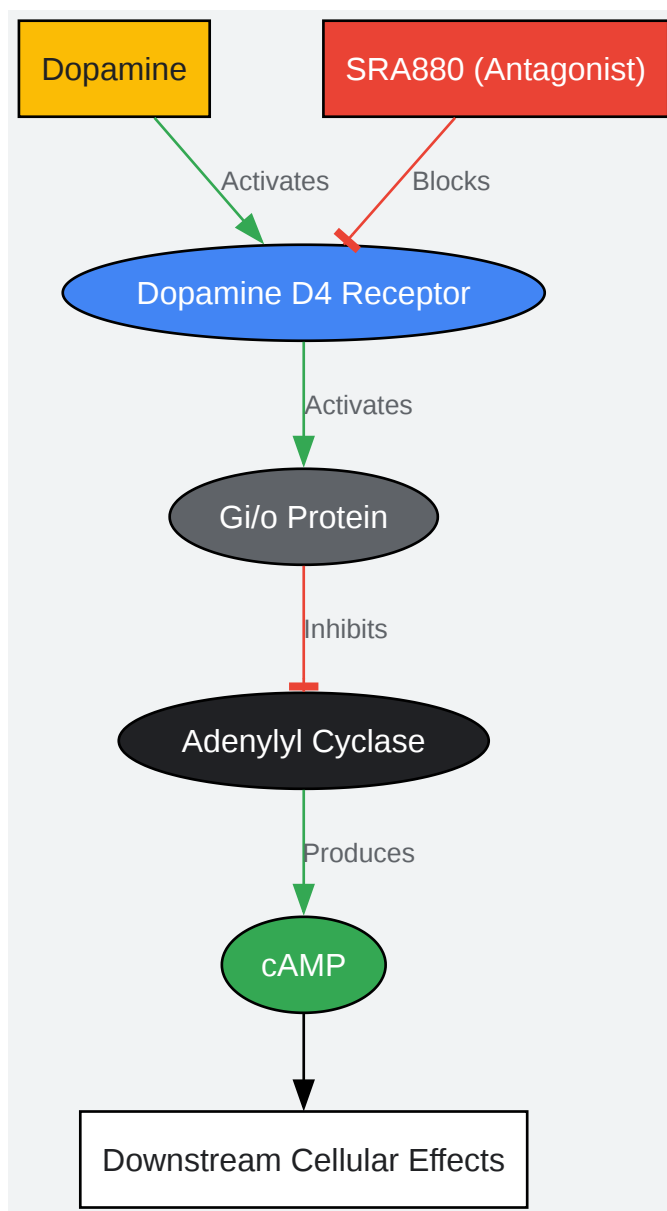 Dopamine
SRA880 (Antagonist)
Activates
Blocks
Dopamine D4 Receptor
Activates
Gi/o Protein
Inhibits
Adenylyl Cyclase
Produces
cAMP
Downstream Cellular Effects